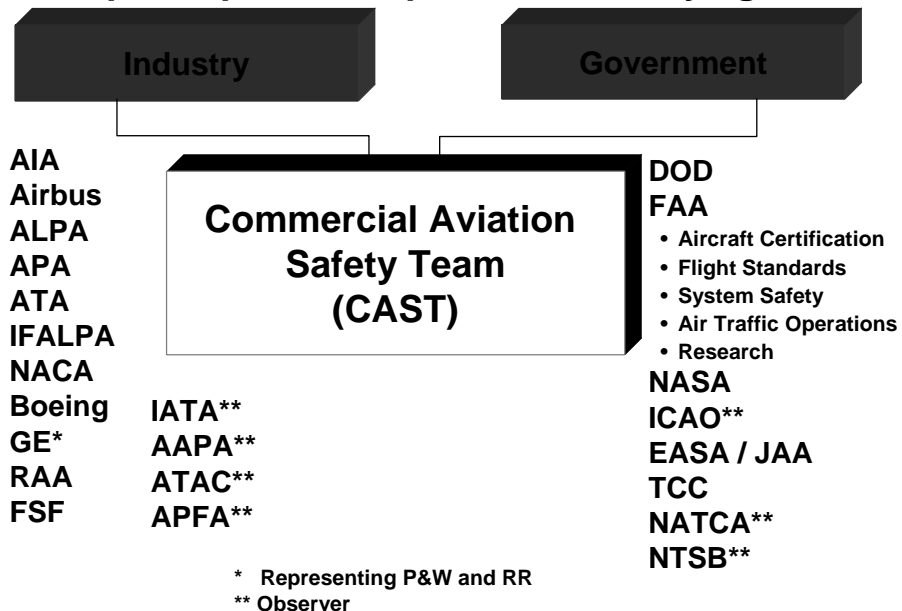 Industry
Government
Commercial Aviation
Safety Team
(CAST)
AIA
Airbus
ALPA
APA
ATA
IFALPA
NACA
Boeing
GE*
RAA
FSF
IATA**
AAPA**
ATAC**
APFA**
DOD
FAA
• Aircraft Certification
• Flight Standards
• System Safety
• Air Traffic Operations
• Research
NASA
ICAO**
EASA / JAA
TCC
NATCA**
NTSB**
* Representing P&W and RR
** Observer